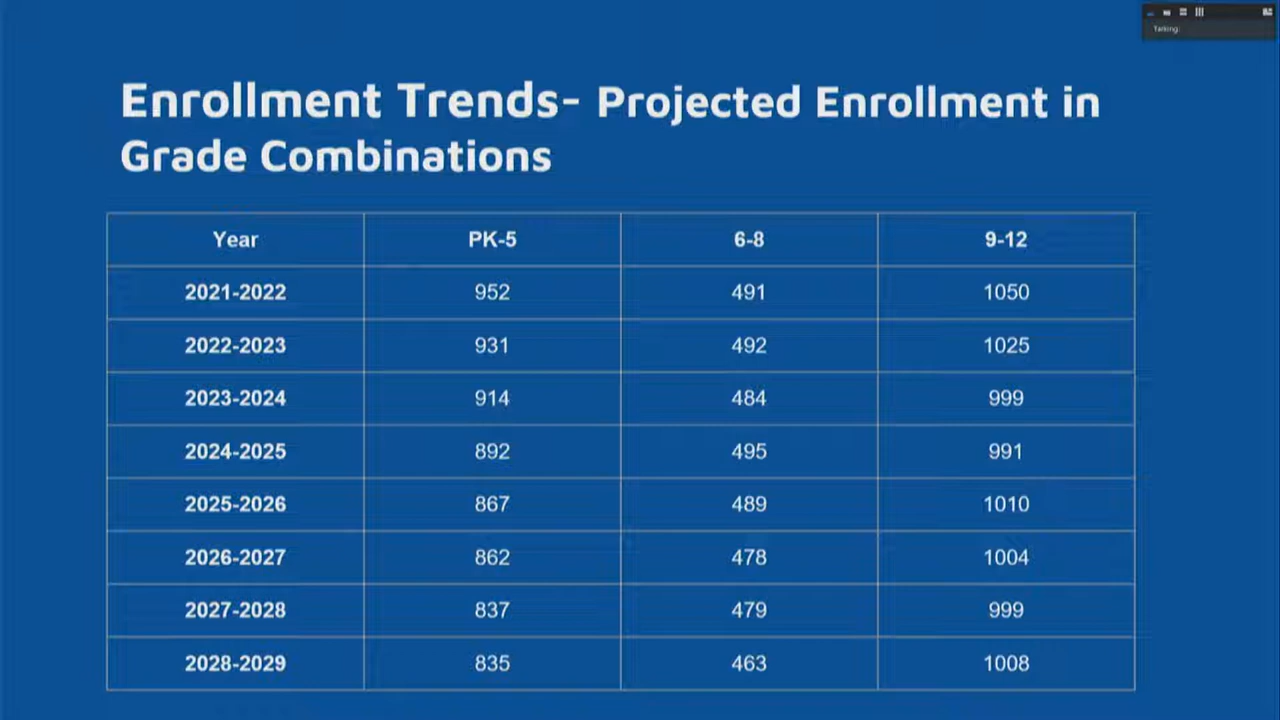 Talking:
Enrollment Trends- Projected Enrollment in
Grade Combinations
Year PK-5 6-8 9-12
2021-2022 952 491 1050
2022-2023 931 492 1025
2023-2024 914 484 999
2024-2025 892 495 991
2025-2026 867 489 1010
2026-2027 862 478 1004
2027-2028 837 479 999
2028-2029 835 463 1008